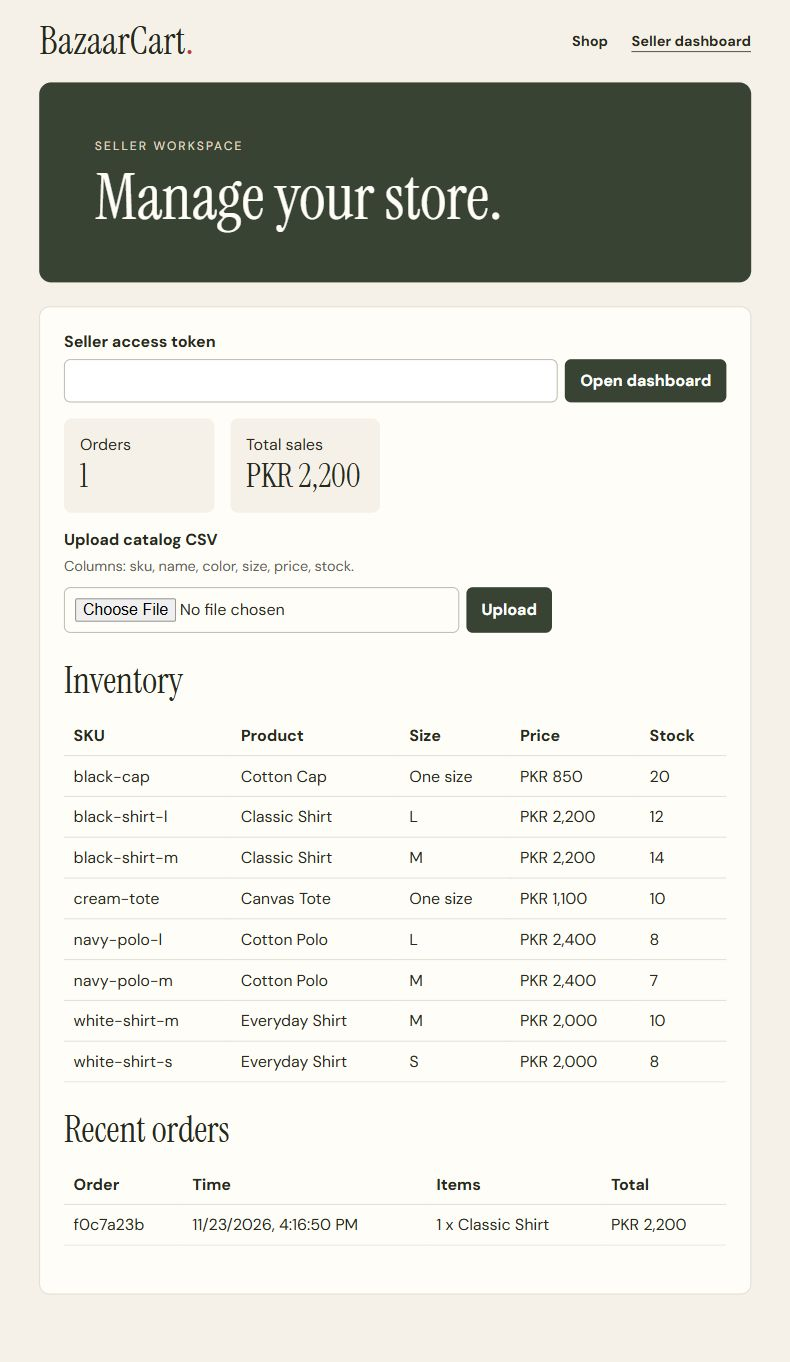 BazaarCart.
Shop Seller dashboard
SELLER WORKSPACE
Manage your store.
Seller access token
Open dashboard
Orders
1
Total sales
PKR 2,200
Upload catalog CSV
Columns: sku, name, color, size, price, stock.
Choose File No file chosen
Upload
Inventory
SKU Product Size Price Stock
black-cap Cotton Cap One size PKR 850 20
black-shirt-l Classic Shirt L PKR 2,200 12
black-shirt-m Classic Shirt M PKR 2,200 14
cream-tote Canvas Tote One size PKR 1,100 10
navy-polo-l Cotton Polo L PKR 2,400 8
navy-polo-m Cotton Polo M PKR 2,400 7
white-shirt-m Everyday Shirt M PKR 2,000 10
white-shirt-s Everyday Shirt S PKR 2,000 8
Recent orders
Order Time Items Total
f0c7a23b 11/23/2026, 4:16:50 PM 1 x Classic Shirt PKR 2,200